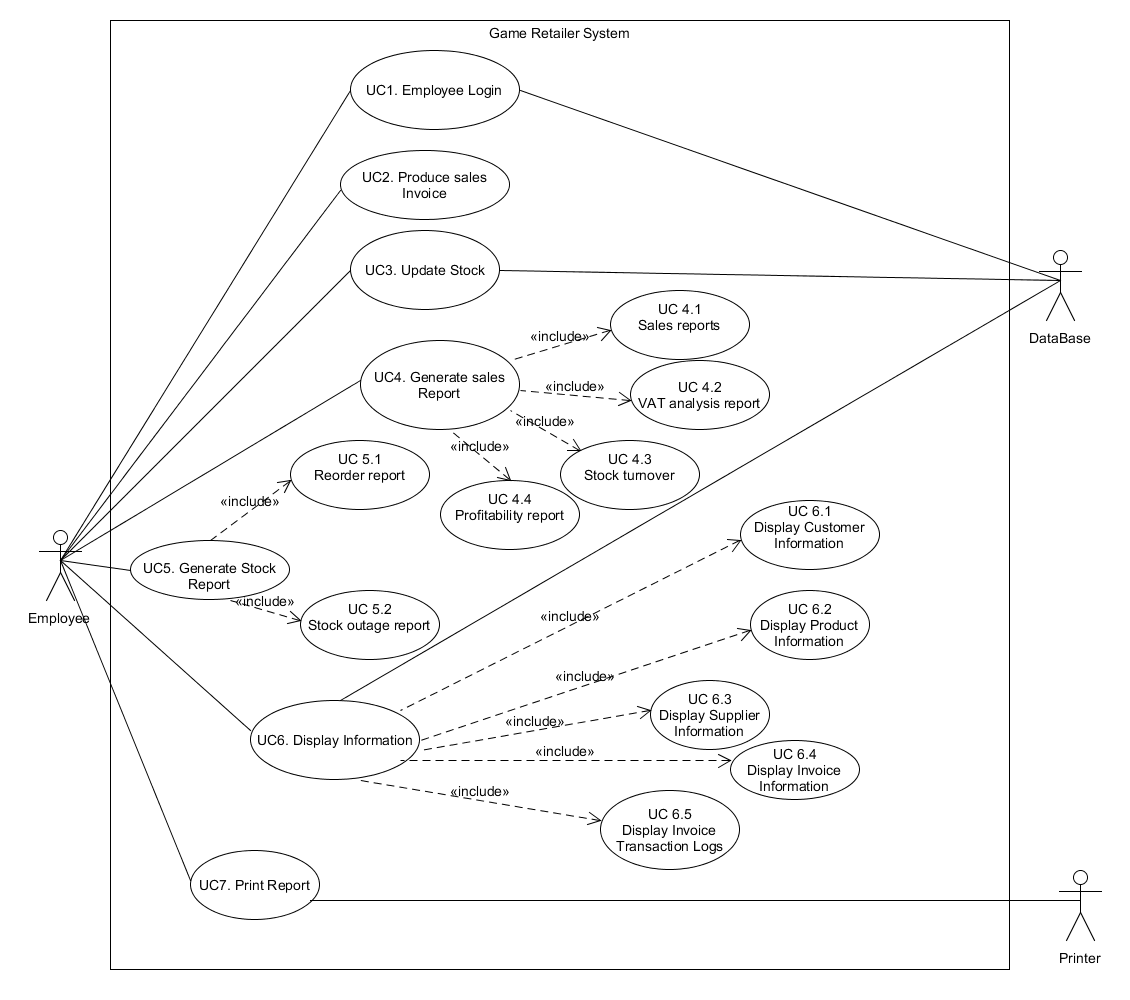 Game Retailer System
UC1. Employee Login
UC2. Produce sales
Invoice
UC3. Update Stock
DataBase
UC 4.1
Sales reports
«include»
UC4. Generate sales
Report
«include»
UC 4.2
VAT analysis report
«include»
«include»
UC 4.3
Stock turnover
UC 4.4
Profitability report
UC 5.1
Reorder report
«include»
UC5. Generate Stock
Report
«include»
UC 5.2
Stock outage report
Employee
UC 6.1
Display Customer
Information
«include»
UC 6.2
Display Product
Information
«include»
UC 6.3
Display Supplier
Information
«include»
UC6. Display Information
«include»
UC 6.4
Display Invoice
Information
«include»
UC 6.5
Display Invoice
Transaction Logs
UC7. Print Report
Printer